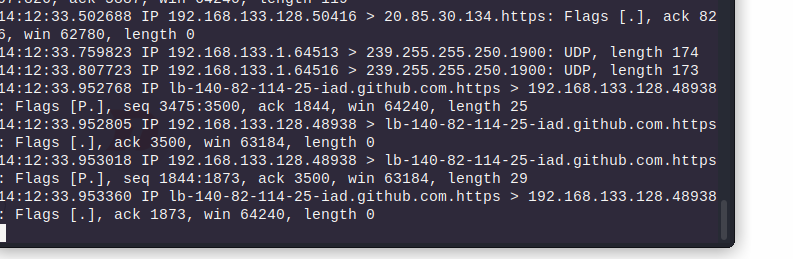 14:12:33.502688 IP 192.168.133.128.50416 > 20.85.30.134.https: Flags [.], ack 82
6, win 62780, length 0
14:12:33.759823 IP 192.168.133.1.64513 > 239.255.255.250.1900: UDP, length 174
14:12:33.807723 IP 192.168.133.1.64516 > 239.255.255.250.1900: UDP, length 173
14:12:33.952768 IP lb-140-82-114-25-iad.github.com.https > 192.168.133.128.48938
: Flags [P.], seq 3475:3500, ack 1844, win 64240, length 25
14:12:33.952805 IP 192.168.133.128.48938 > lb-140-82-114-25-iad.github.com.https
: Flags [.], ack 3500, win 63184, length 0
14:12:33.953018 IP 192.168.133.128.48938 > lb-140-82-114-25-iad.github.com.https
: Flags [P.], seq 1844:1873, ack 3500, win 63184, length 29
14:12:33.953360 IP lb-140-82-114-25-iad.github.com.https > 192.168.133.128.48938
: Flags [.], ack 1873, win 64240, length 0